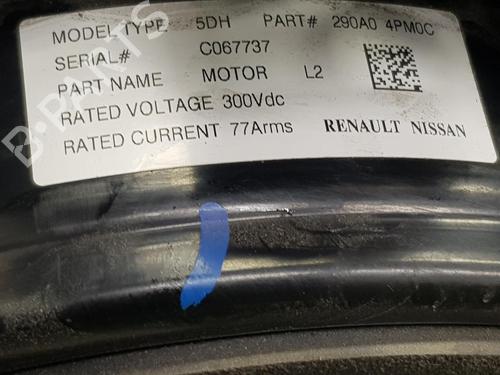 MODEL TYPE 5DH PART# 290A0 4PM0C
SERIAL# C067737
PART NAME MOTOR L2
RATED VOLTAGE 300Vdc
RATED CURRENT 77Arms RENAULT NISSAN
B-PARTS